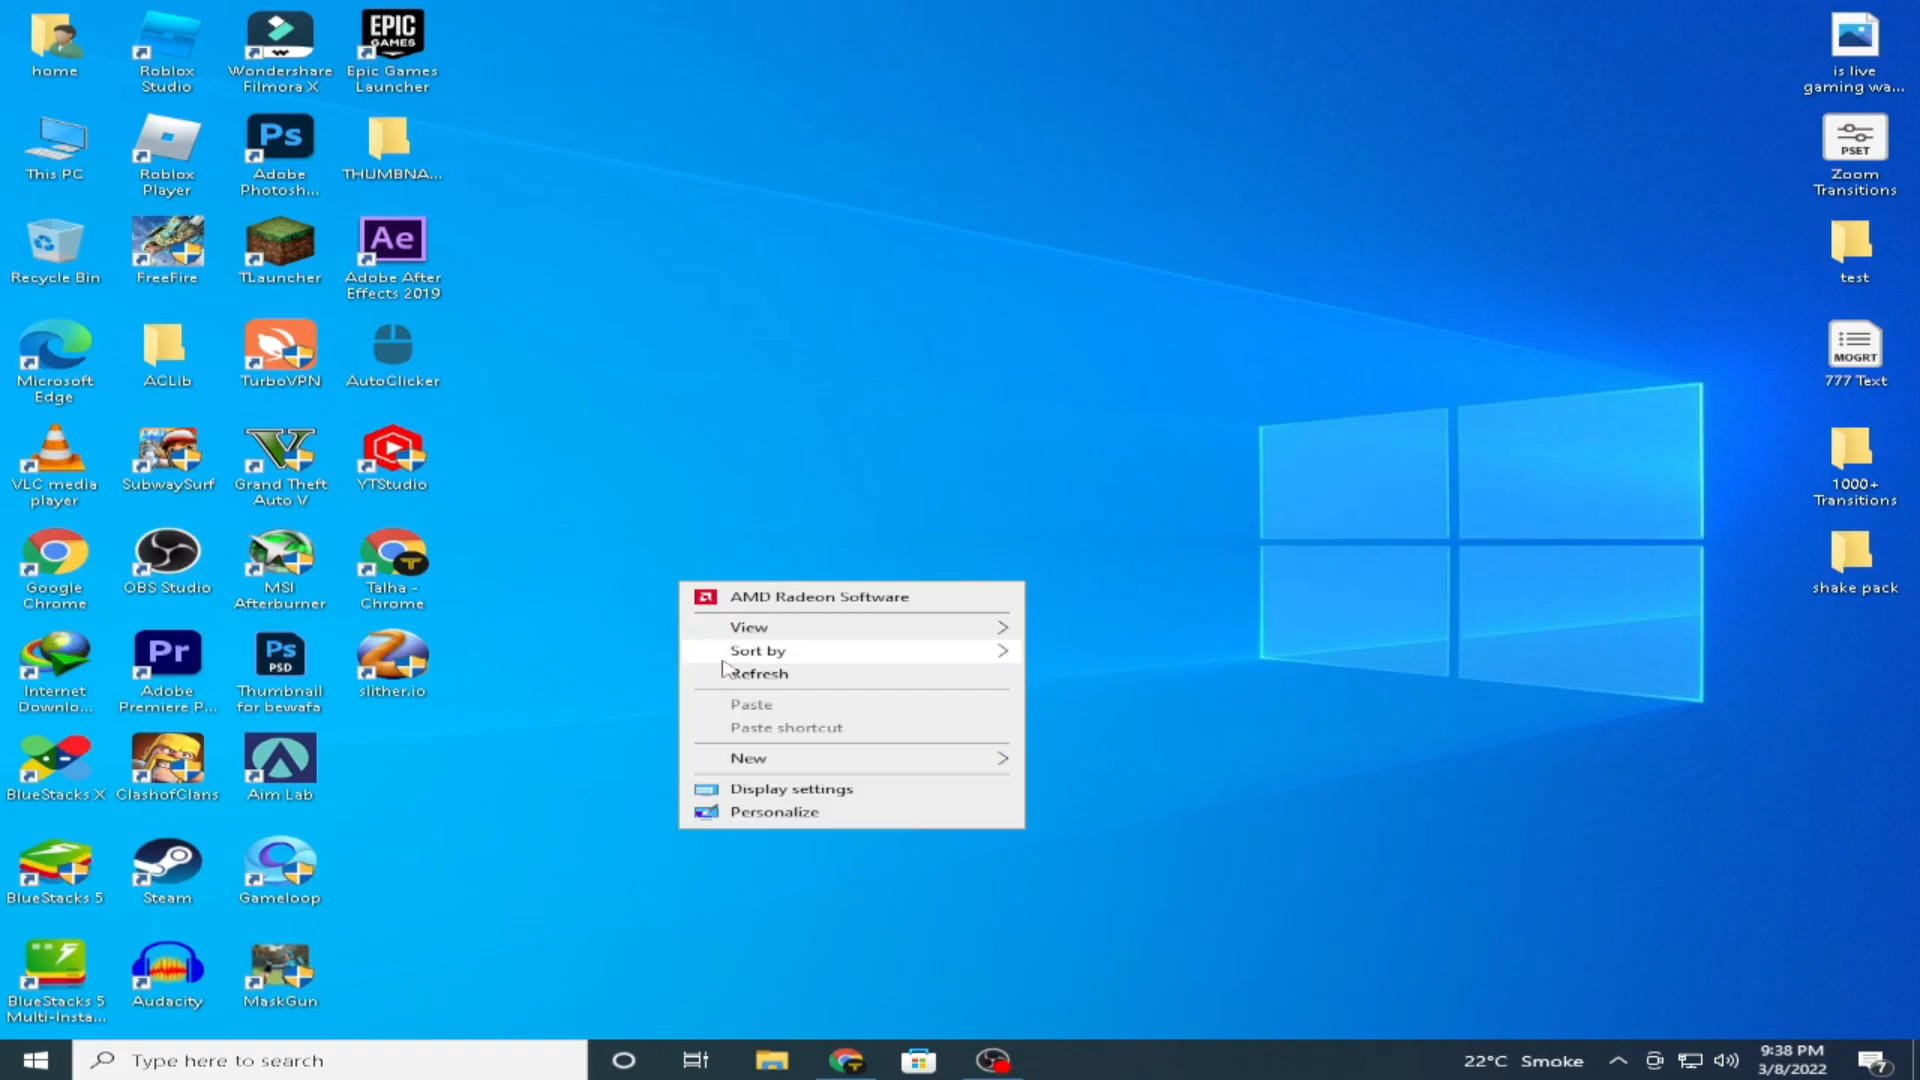 home
Roblox
Studio
Wondershare
Filmora X
EPIC
GAMES
Epic Games
Launcher
This PC
Roblox
Player
Ps
Adobe
Photosh...
THUMBNA...
Recycle Bin
FreeFire
TLauncher
Ae
Adobe After
Effects 2019
Microsoft
Edge
ACLib
TurboVPN
AutoClicker
VLC media
player
SubwaySurf
V
Grand Theft
Auto V
YTStudio
Google
Chrome
OBS Studio
MSI
Afterburner
T
Talha -
Chrome
Internet
Downlo...
Pr
Adobe
Premiere P...
Ps
PSD
Thumbnail
for bewafa
slither.io
BlueStacks X
ClashofClans
Aim Lab
BlueStacks 5
Steam
Gameloop
BlueStacks 5
Multi-Insta...
Audacity
MaskGun
AMD Radeon Software
View
Sort by
Refresh
Paste
Paste shortcut
New
Display settings
Personalize
is live
gaming wa...
PSET
Zoom
Transitions
test
MOGRT
777 Text
1000+
Transitions
shake pack
Type here to search
22°C Smoke
9:38 PM
3/8/2022
7